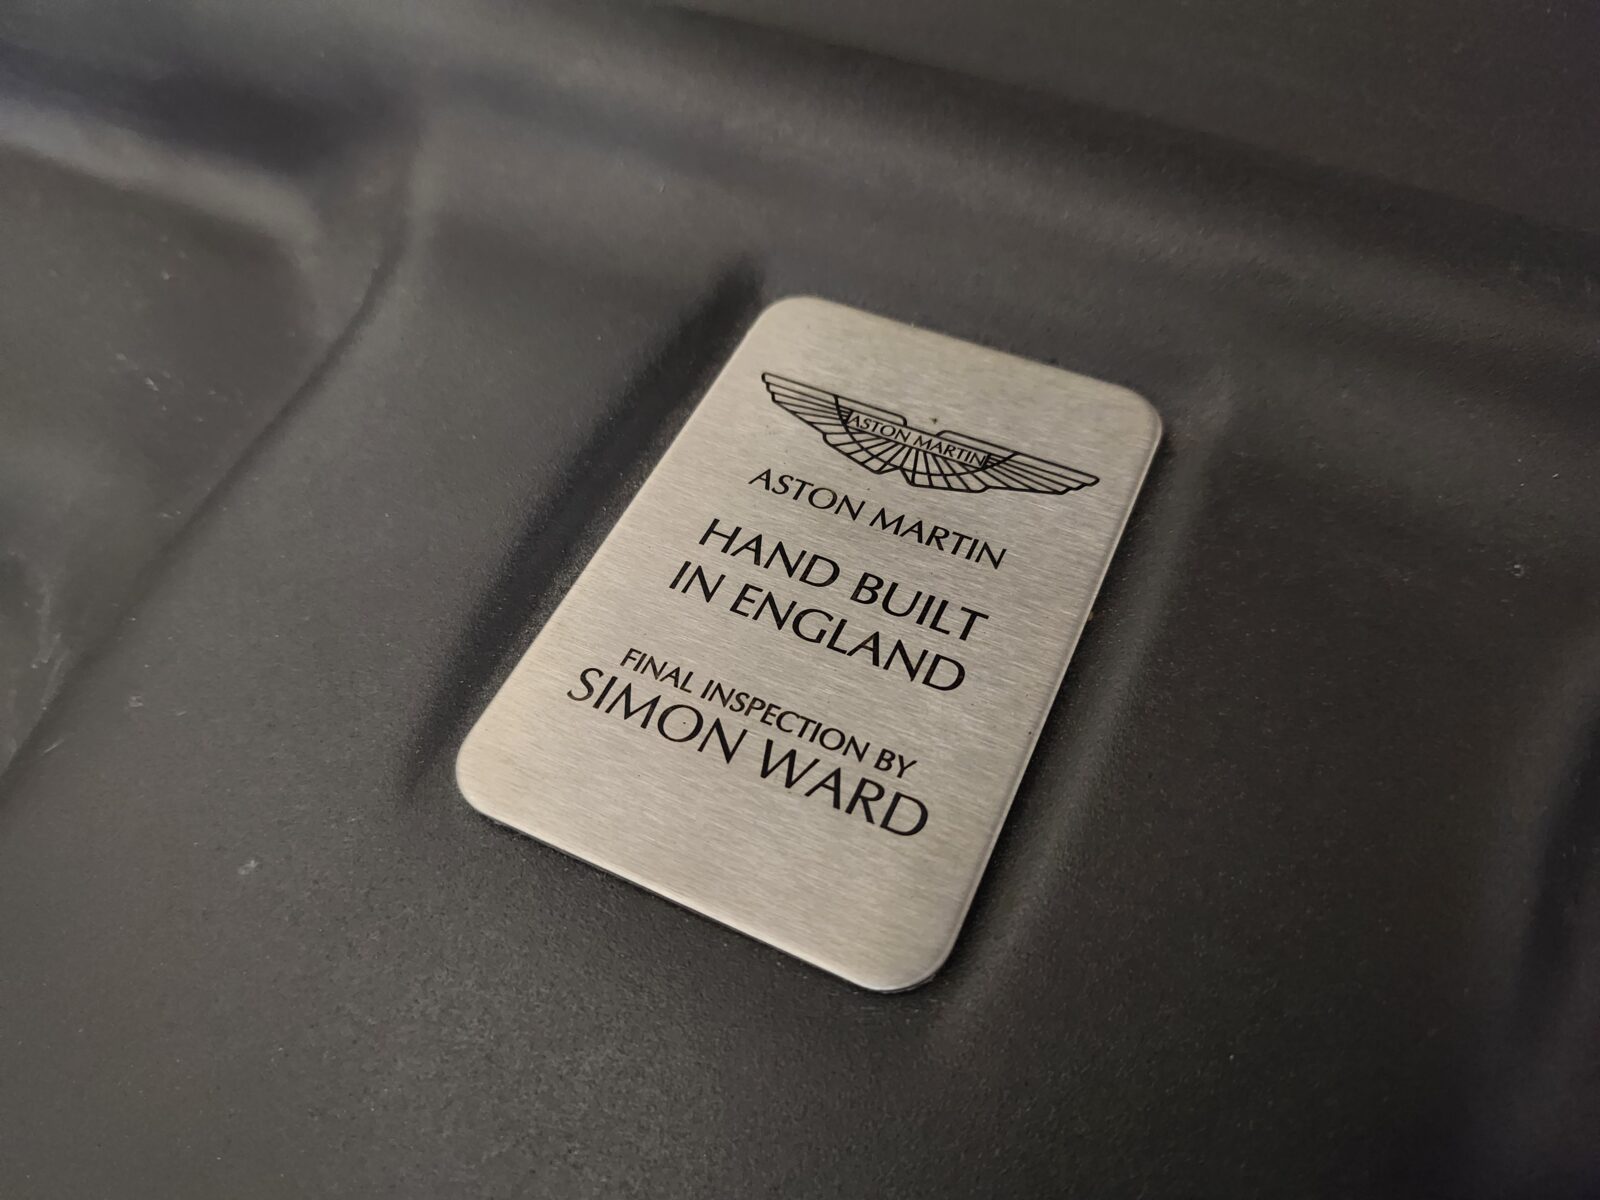 ASTON MARTIN
ASTON MARTIN
HAND BUILT
IN ENGLAND
FINAL INSPECTION BY
SIMON WARD